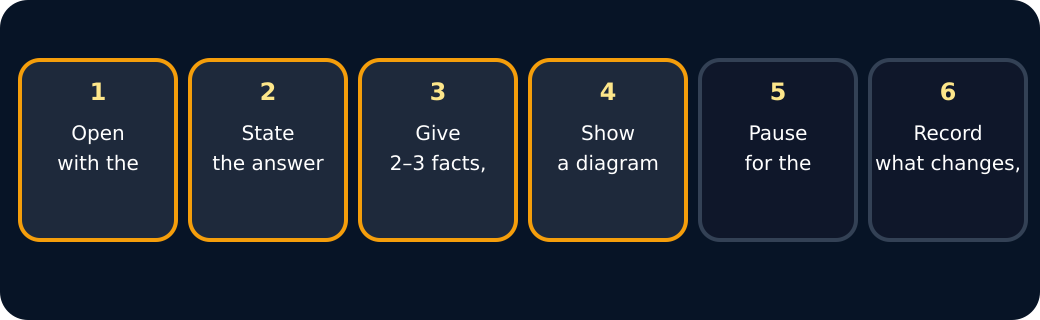 1
Open
with the
2
State
the answer
3
Give
2–3 facts,
4
Show
a diagram
5
Pause
for the
6
Record
what changes,